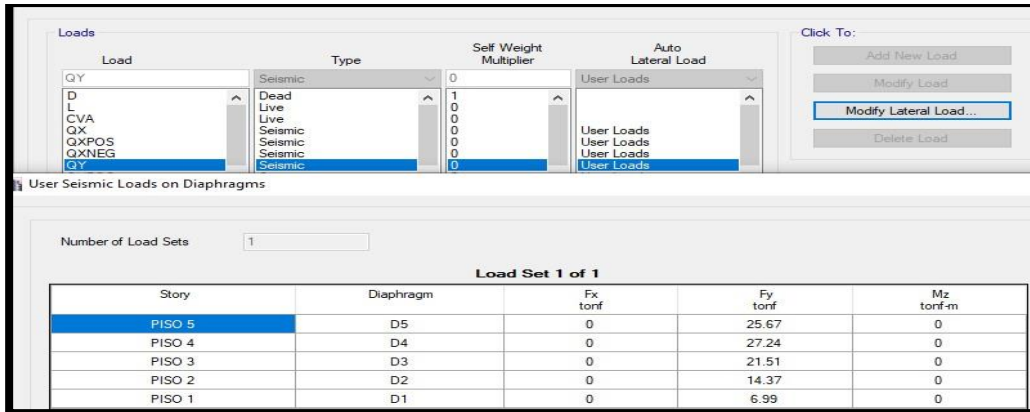 Loads
Click To:
Load
Type
Self Weight
Multiplier
Auto
Lateral Load
QY Seismic 0 User Loads
Add New Load
Modify Load
Modify Lateral Load...
Delete Load
D Dead 1
L Live 0
CVA Live 0
QX Seismic 0 User Loads
QXPOS Seismic 0 User Loads
QXNEG Seismic 0 User Loads
QY Seismic 0 User Loads
User Seismic Loads on Diaphragms
Number of Load Sets 1
Load Set 1 of 1
Story Diaphragm Fx Fy Mz
tonf tonf tonf-m
PISO 5 D5 0 25.67 0
PISO 4 D4 0 27.24 0
PISO 3 D3 0 21.51 0
PISO 2 D2 0 14.37 0
PISO 1 D1 0 6.99 0